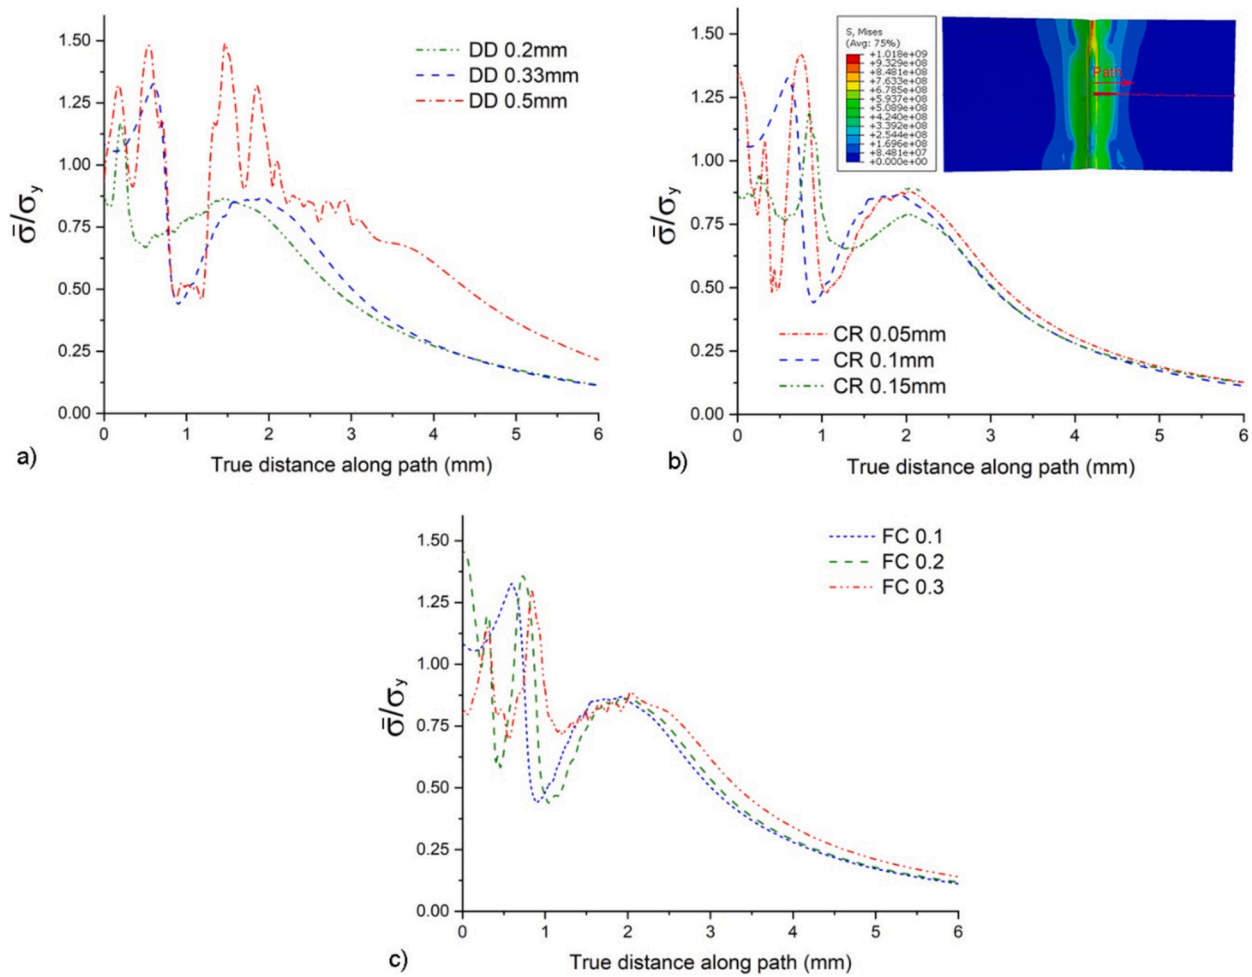 DD 0.2mm
DD 0.33mm
DD 0.5mm
1.50
1.25
1.00
0.75
0.50
0.25
0.00
σ̄/σy
0 1 2 3 4 5 6
True distance along path (mm)
a)
S, Mises
(Avg: 75%)
+1.018e+09
+9.329e+08
+8.481e+08
+7.633e+08
+6.785e+08
+5.937e+08
+5.089e+08
+4.240e+08
+3.392e+08
+2.544e+08
+1.696e+08
+8.481e+07
+0.000e+00
Path
1.50
1.25
1.00
0.75
0.50
0.25
0.00
σ̄/σy
CR 0.05mm
CR 0.1mm
CR 0.15mm
0 1 2 3 4 5 6
True distance along path (mm)
b)
FC 0.1
FC 0.2
FC 0.3
1.50
1.25
1.00
0.75
0.50
0.25
0.00
σ̄/σy
0 1 2 3 4 5 6
True distance along path (mm)
c)